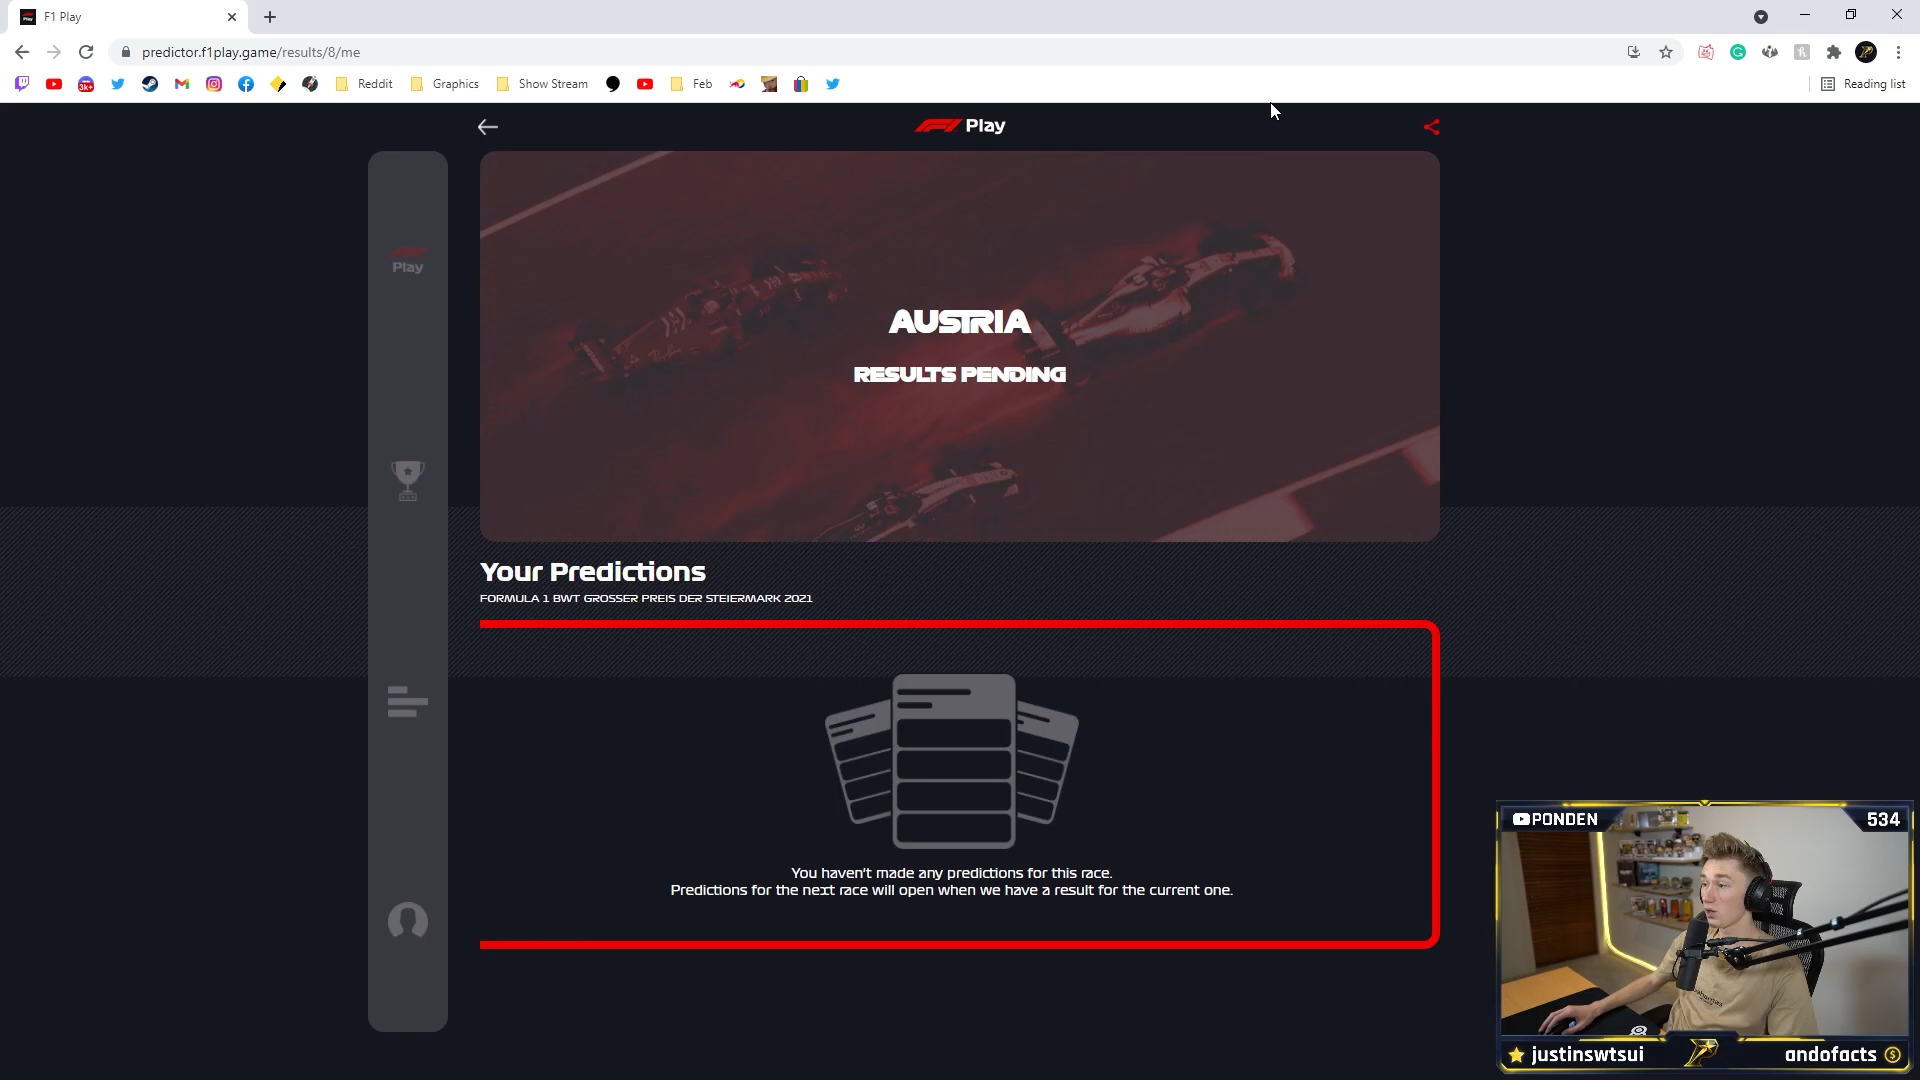 F1 Play
predictor.f1play.game/results/8/me
3k+
Reddit
Graphics
Show Stream
Feb
Reading list
Play
Play
AUSTRIA
RESULTS PENDING
Your Predictions
FORMULA 1 BWT GROSSER PREIS DER STEIERMARK 2021
You haven't made any predictions for this race.
Predictions for the next race will open when we have a result for the current one.
PONDEN
534
justinswtsui
andofacts